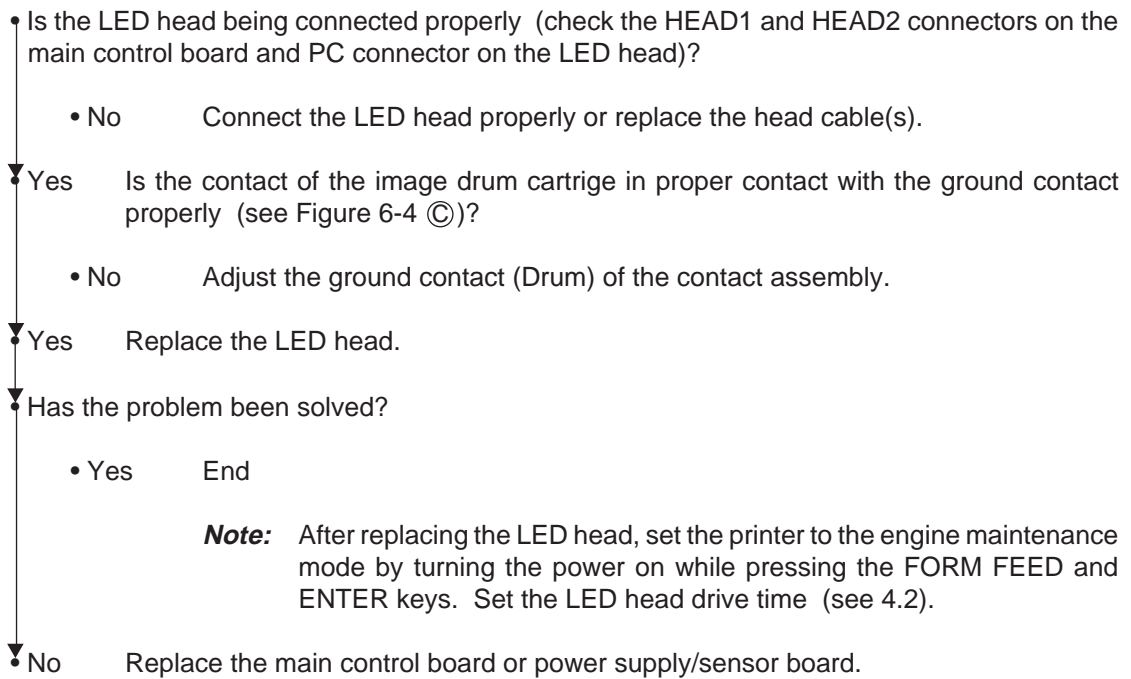 • Is the LED head being connected properly (check the HEAD1 and HEAD2 connectors on the
main control board and PC connector on the LED head)?
• No Connect the LED head properly or replace the head cable(s).
• Yes Is the contact of the image drum cartrige in proper contact with the ground contact
properly (see Figure 6-4 Ⓒ)?
• No Adjust the ground contact (Drum) of the contact assembly.
• Yes Replace the LED head.
• Has the problem been solved?
• Yes End
Note: After replacing the LED head, set the printer to the engine maintenance
mode by turning the power on while pressing the FORM FEED and
ENTER keys. Set the LED head drive time (see 4.2).
• No Replace the main control board or power supply/sensor board.